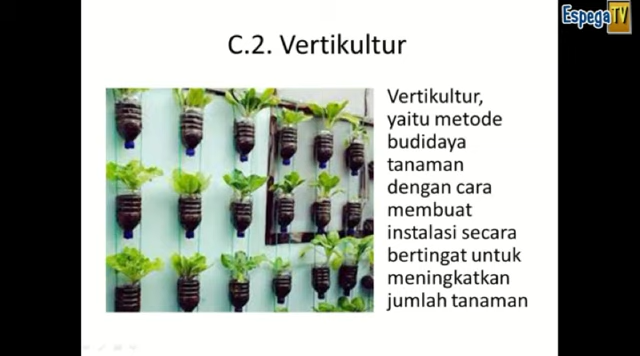 EspegaTV
C.2. Vertikultur
Vertikultur,
yaitu metode
budidaya
tanaman
dengan cara
membuat
instalasi secara
bertingat untuk
meningkatkan
jumlah tanaman